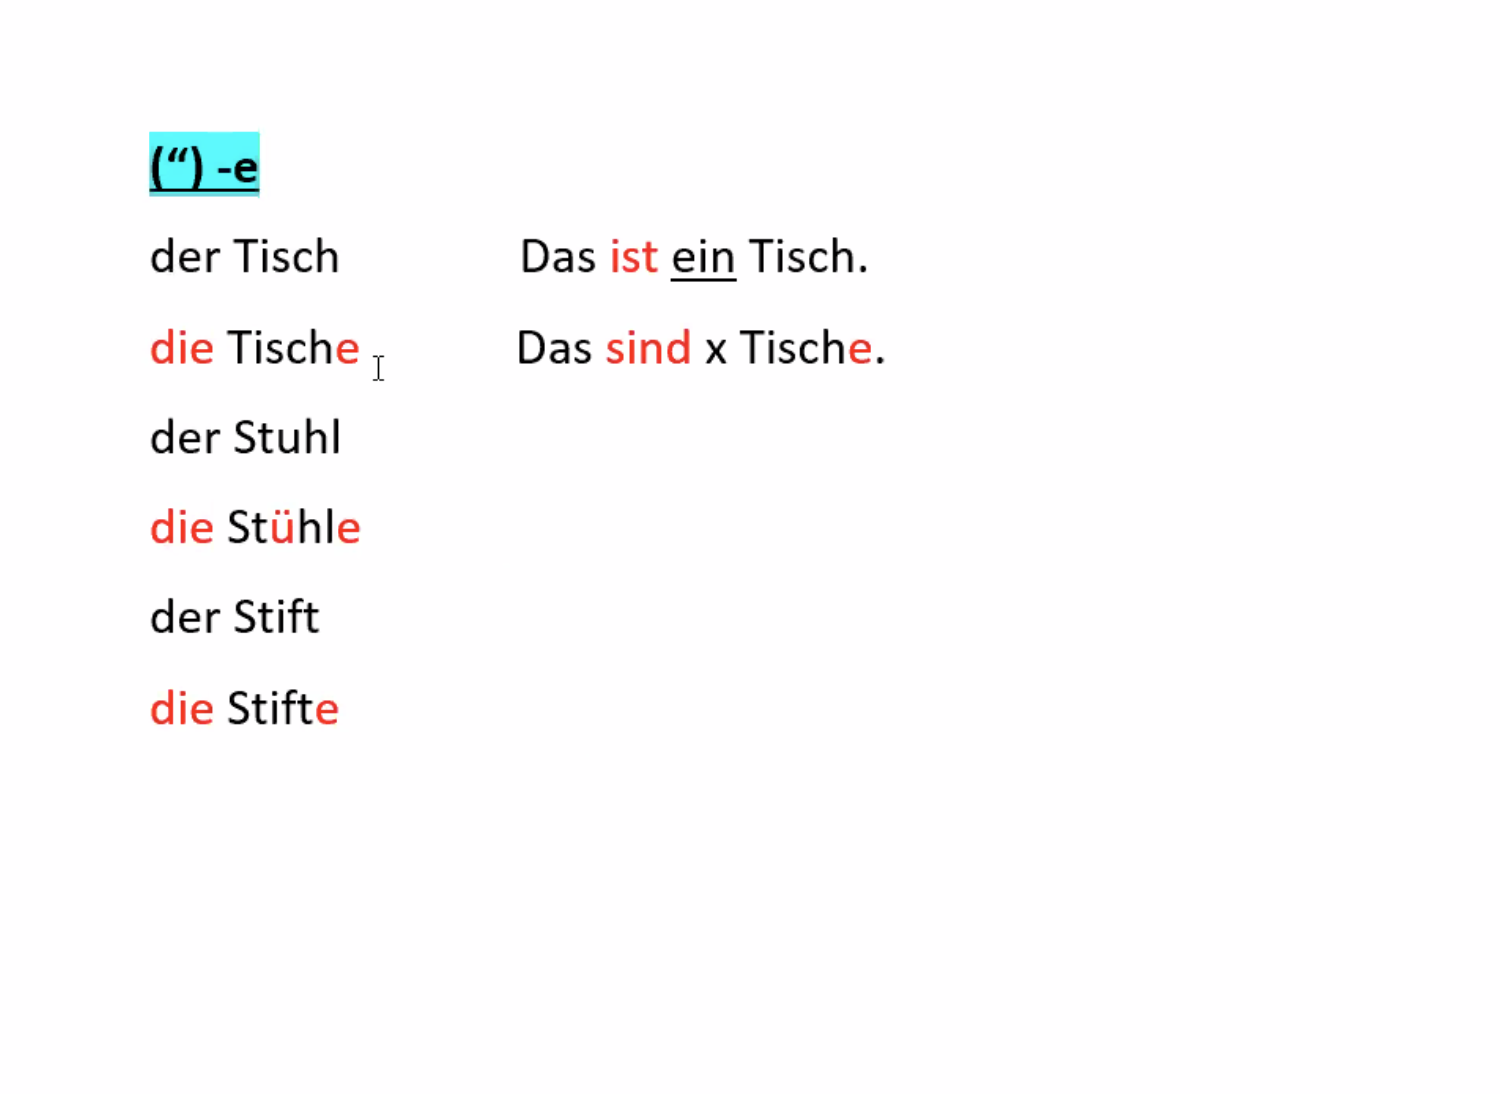 (“) -e
der Tisch Das ist ein Tisch.
die Tische Das sind x Tische.
der Stuhl
die Stühle
der Stift
die Stifte